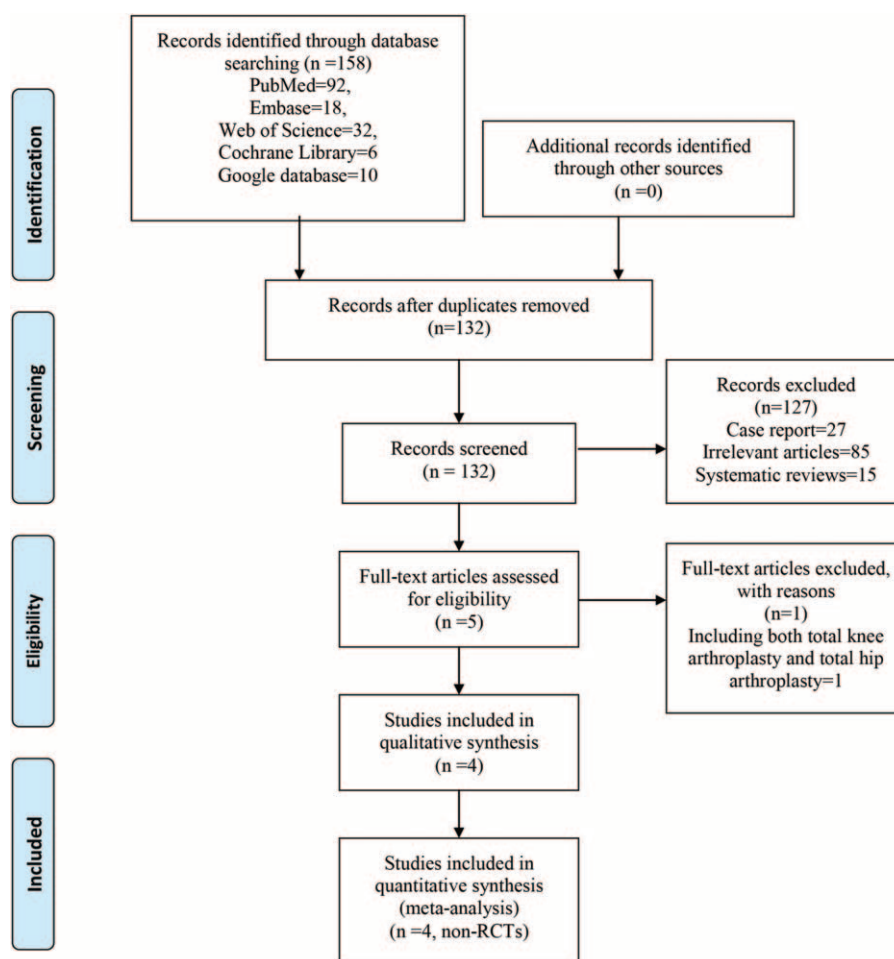 Records identified through database
searching (n =158)
PubMed=92,
Embase=18,
Web of Science=32,
Cochrane Library=6
Google database=10
Additional records identified
through other sources
(n =0)
Identification
Records after duplicates removed
(n=132)
Screening
Records screened
(n = 132)
Records excluded
(n=127)
Case report=27
Irrelevant articles=85
Systematic reviews=15
Eligibility
Full-text articles assessed
for eligibility
(n =5)
Full-text articles excluded,
with reasons
(n=1)
Including both total knee
arthroplasty and total hip
arthroplasty=1
Studies included in
qualitative synthesis
(n =4)
Included
Studies included in
quantitative synthesis
(meta-analysis)
(n =4, non-RCTs)